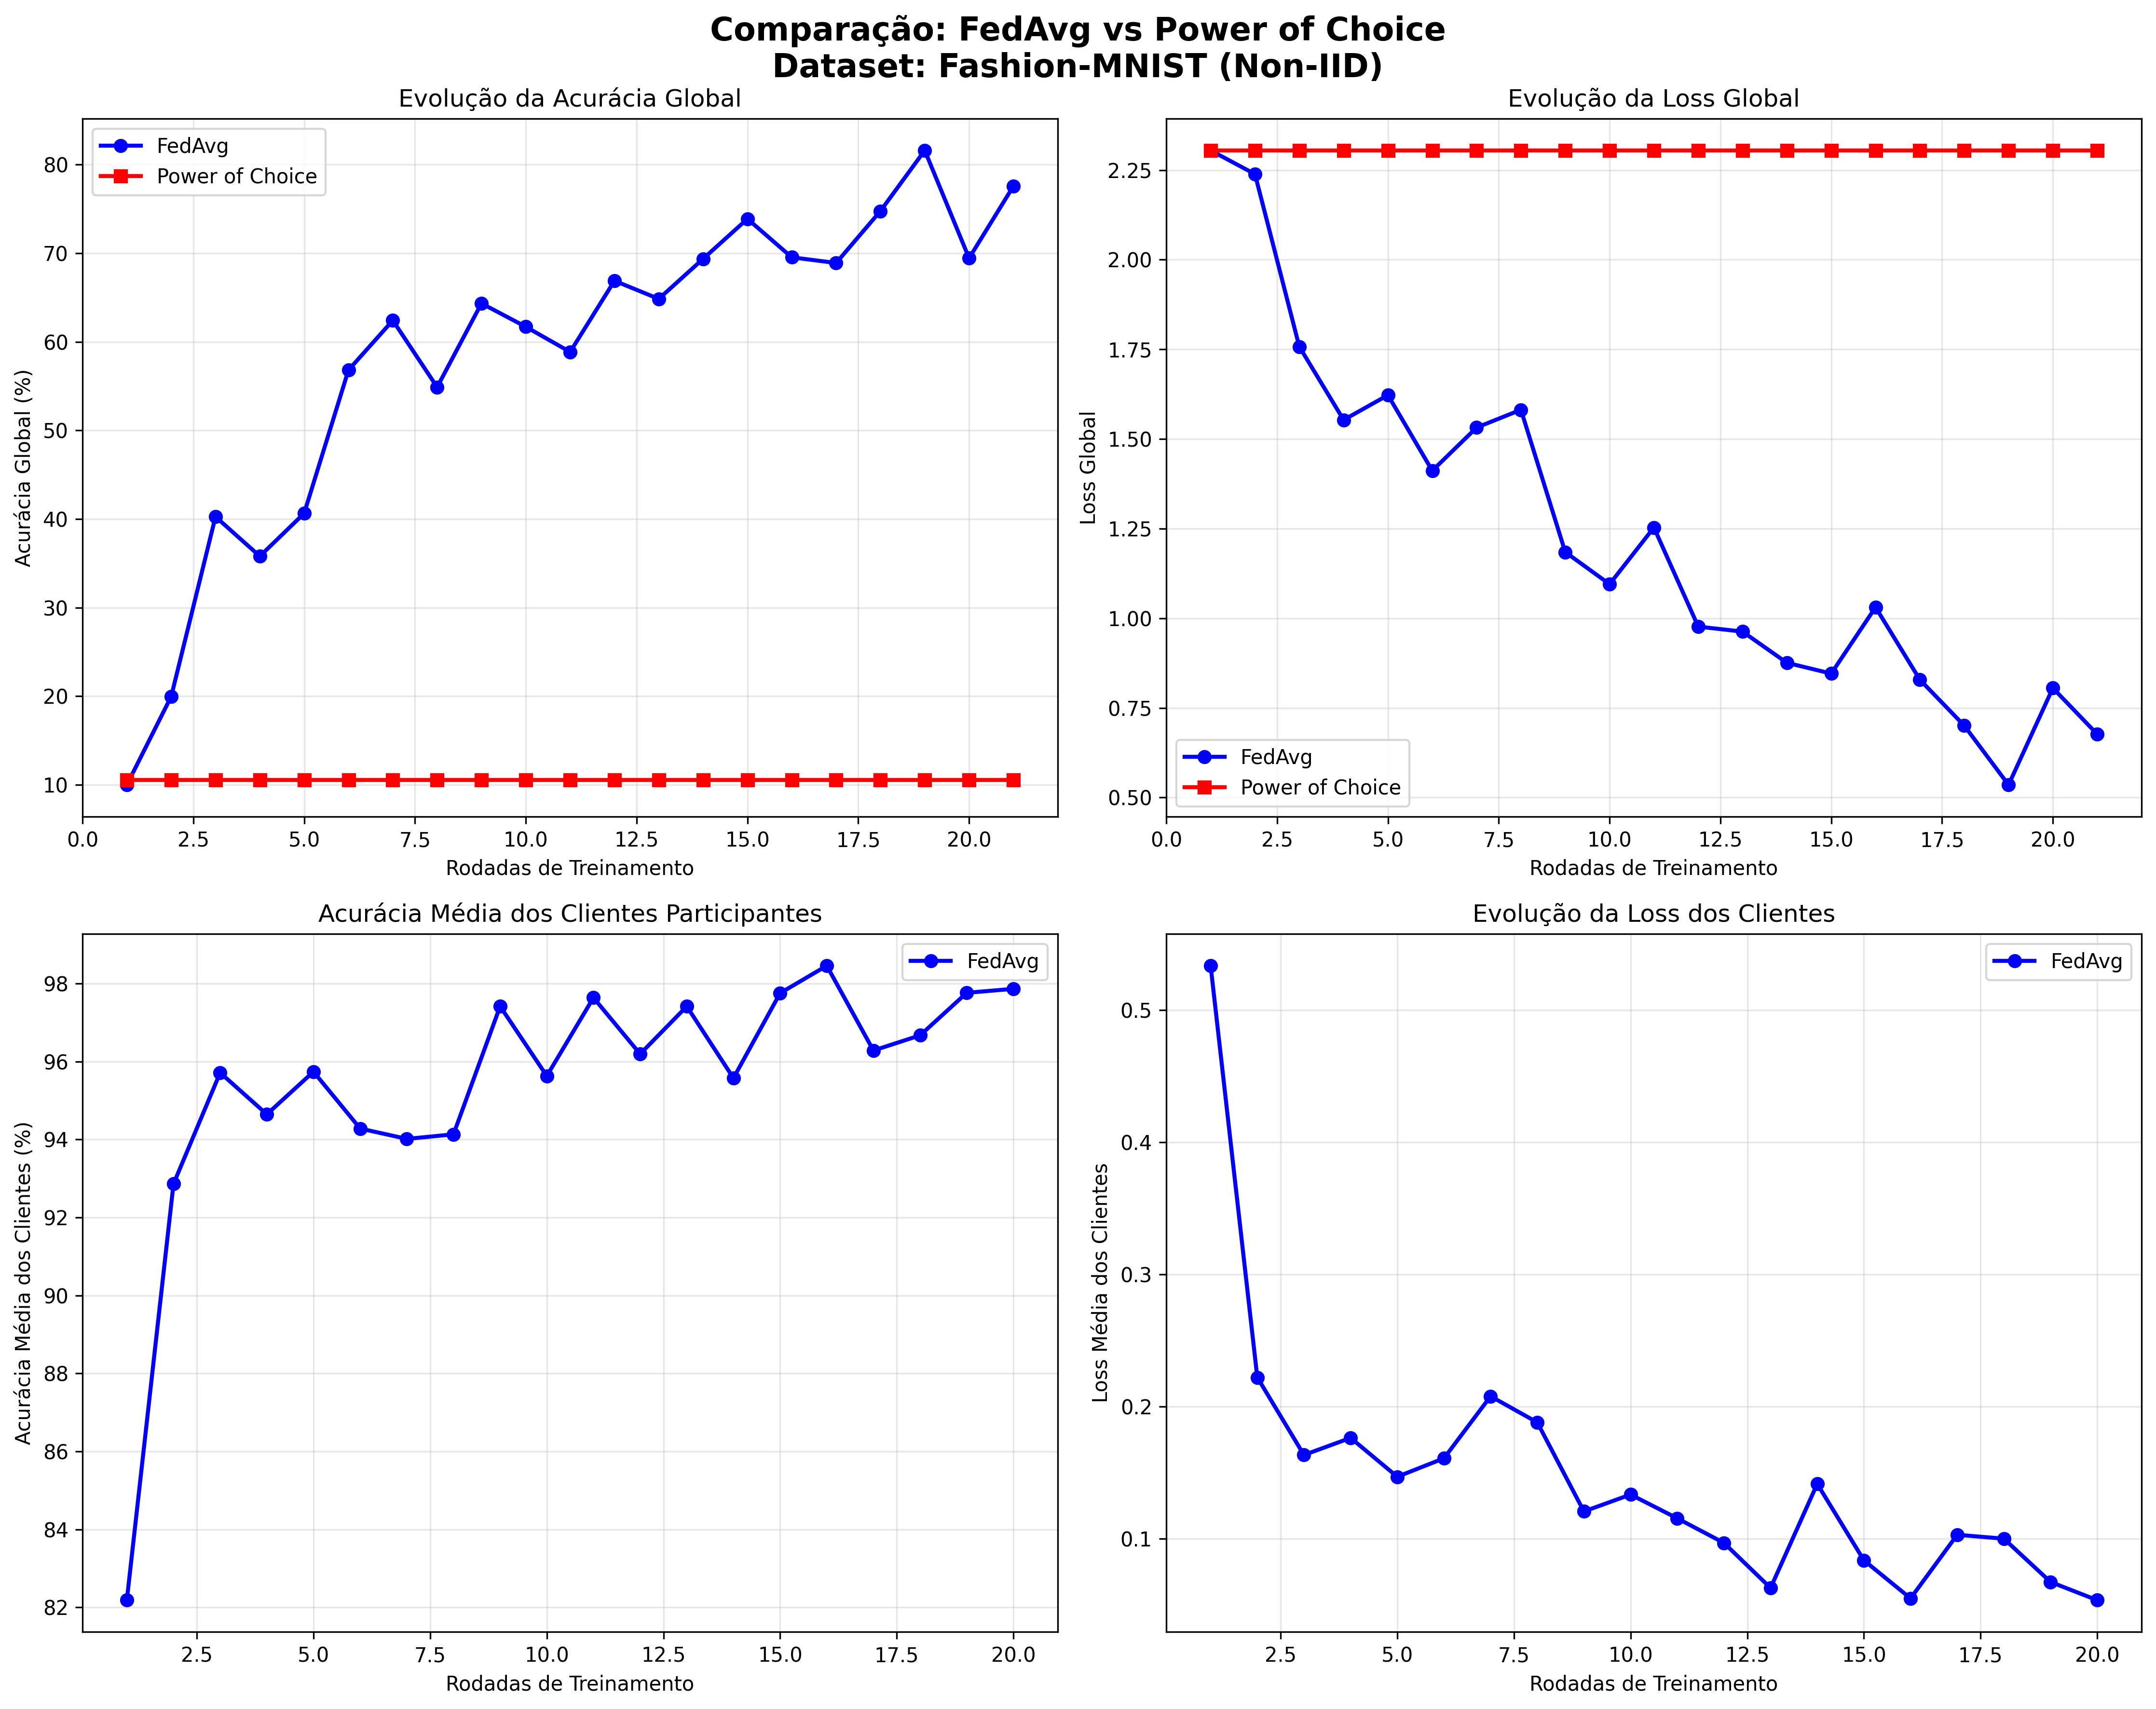 Comparação: FedAvg vs Power of Choice
Dataset: Fashion-MNIST (Non-IID)
Evolução da Acurácia Global
FedAvg
Power of Choice
Acurácia Global (%)
80
70
60
50
40
30
20
10
0.0 2.5 5.0 7.5 10.0 12.5 15.0 17.5 20.0
Rodadas de Treinamento
Evolução da Loss Global
Loss Global
2.25
2.00
1.75
1.50
1.25
1.00
0.75
0.50
FedAvg
Power of Choice
0.0 2.5 5.0 7.5 10.0 12.5 15.0 17.5 20.0
Rodadas de Treinamento
Acurácia Média dos Clientes Participantes
FedAvg
Acurácia Média dos Clientes (%)
98
96
94
92
90
88
86
84
82
2.5 5.0 7.5 10.0 12.5 15.0 17.5 20.0
Rodadas de Treinamento
Evolução da Loss dos Clientes
FedAvg
Loss Média dos Clientes
0.5
0.4
0.3
0.2
0.1
2.5 5.0 7.5 10.0 12.5 15.0 17.5 20.0
Rodadas de Treinamento